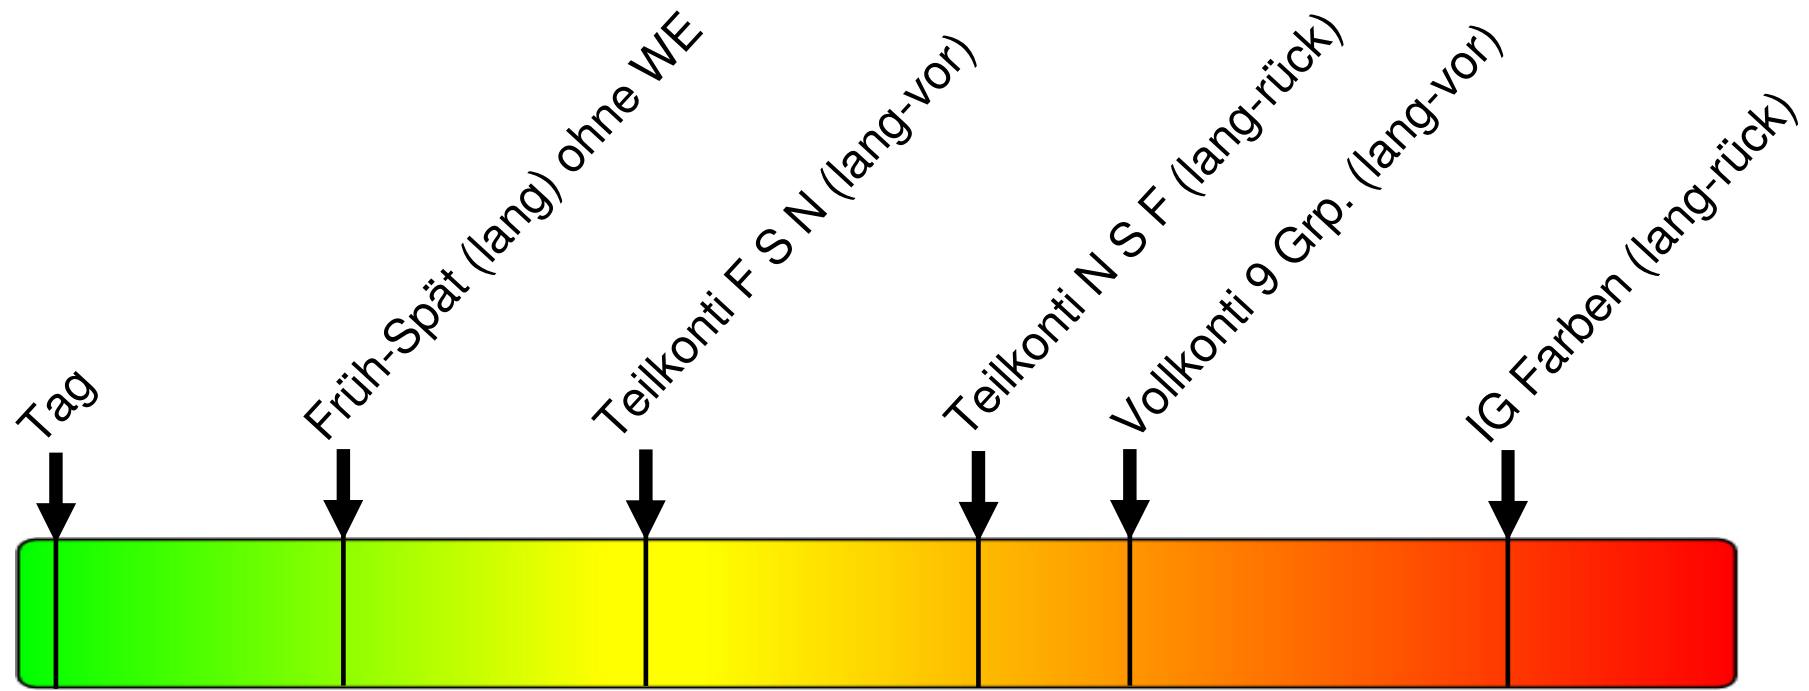 Tag
Früh-Spät (lang) ohne WE
Teilkonti F S N (lang-vor)
Teilkonti N S F (lang-rück)
Vollkonti 9 Grp. (lang-vor)
IG Farben (lang-rück)